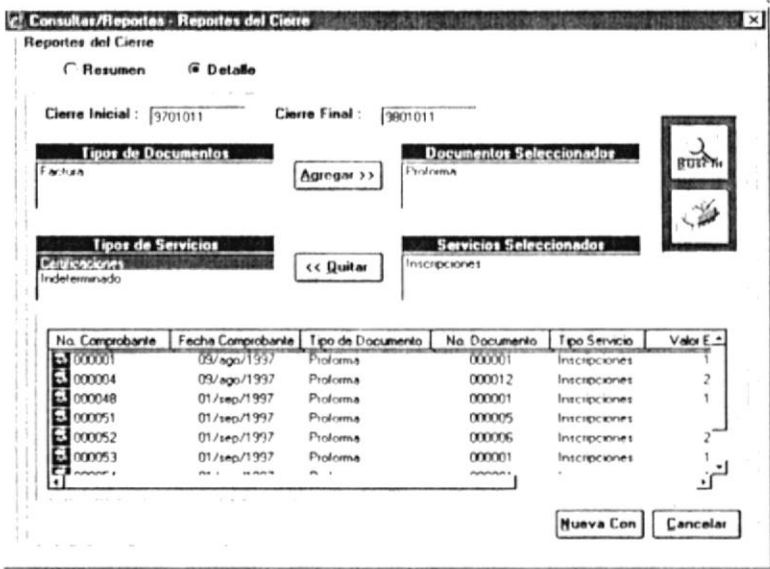 Consultas/Reportes - Reportes del Cierre
Reportes del Cierre
Resumen Detalle
Cierre Inicial : 9701011 Cierre Final : 9801011
Tipos de Documentos Documentos Seleccionados
Factura Agregar >> Proforma
Buscar
Tipos de Servicios Servicios Seleccionados
Certificaciones << Quitar Inscripciones
Indeterminado
No. Comprobante Fecha Comprobante Tipo de Documento No. Documento Tipo Servicio Valor E
000001 09/ago/1997 Proforma 000001 Inscripciones 1
000004 09/ago/1997 Proforma 000012 Inscripciones 2
000048 01/sep/1997 Proforma 000001 Inscripciones 1
000051 01/sep/1997 Proforma 000005 Inscripciones
000052 01/sep/1997 Proforma 000006 Inscripciones 2
000053 01/sep/1997 Proforma 000001 Inscripciones 1
Nueva Con Cancelar